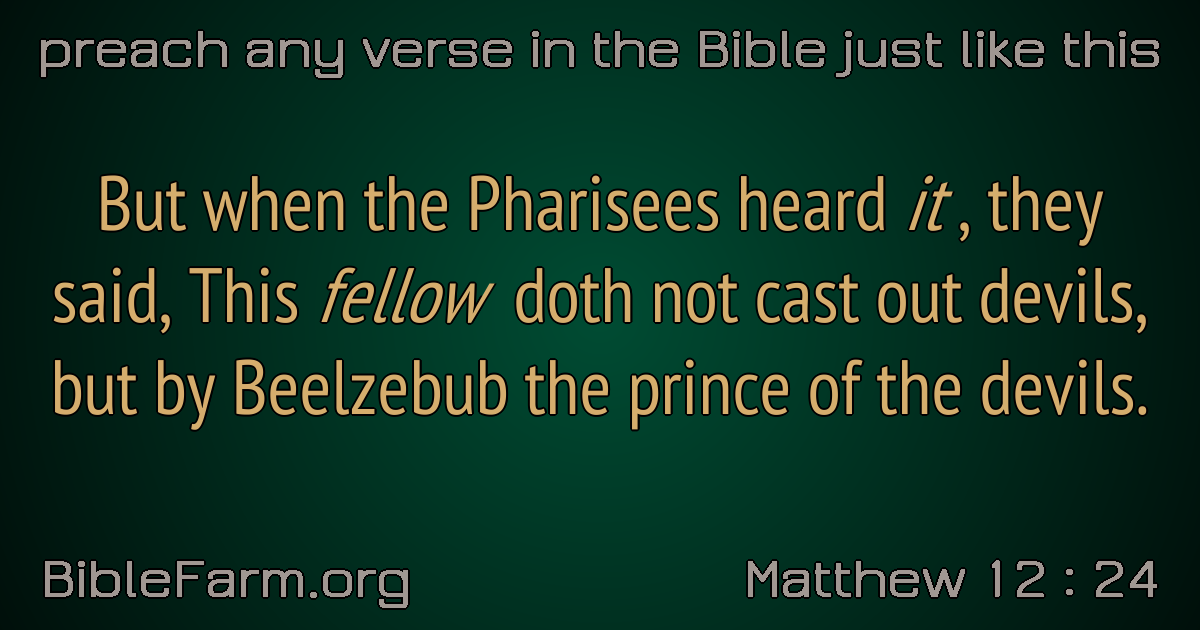 preach any verse in the Bible just like this
But when the Pharisees heard it , they
said, This fellow doth not cast out devils,
but by Beelzebub the prince of the devils.
BibleFarm.org
Matthew 12 : 24